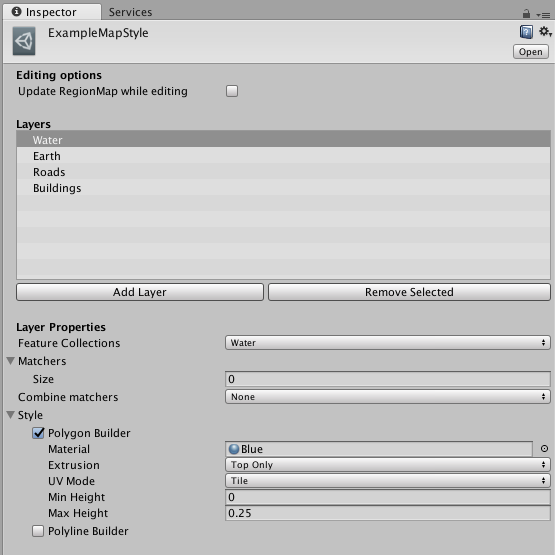 Inspector Services
ExampleMapStyle
Open
Editing options
Update RegionMap while editing
Layers
Water
Earth
Roads
Buildings
Add Layer Remove Selected
Layer Properties
Feature Collections Water
Matchers
Size 0
Combine matchers None
Style
Polygon Builder
Material Blue
Extrusion Top Only
UV Mode Tile
Min Height 0
Max Height 0.25
Polyline Builder